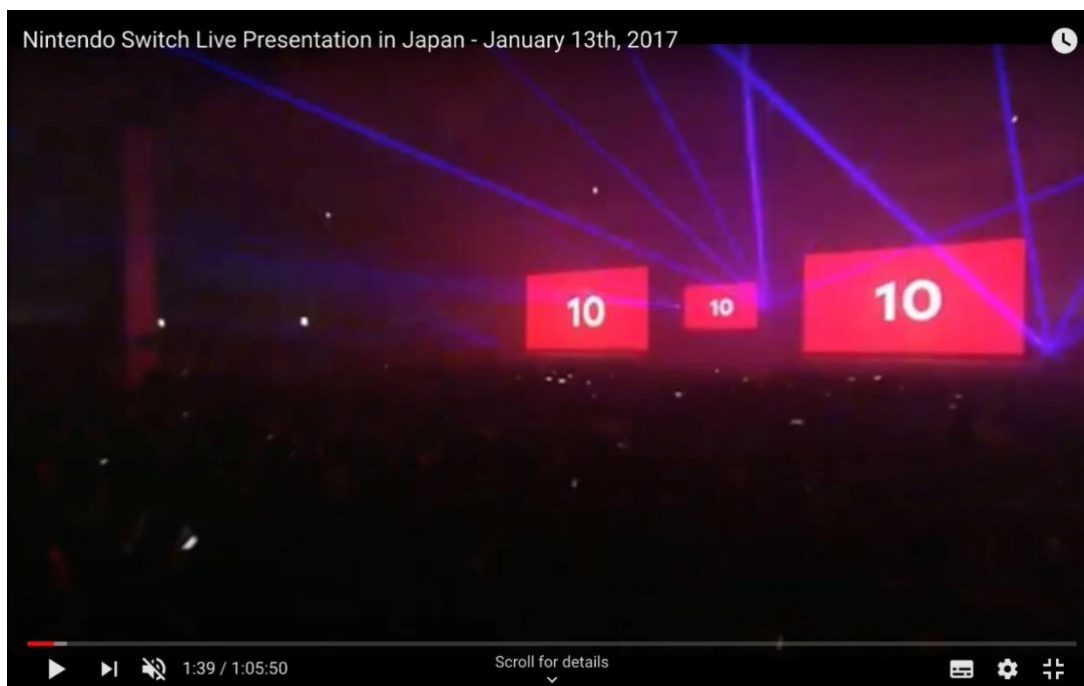 Nintendo Switch Live Presentation in Japan - January 13th, 2017
10 10 10
Scroll for details
1:39 / 1:05:50